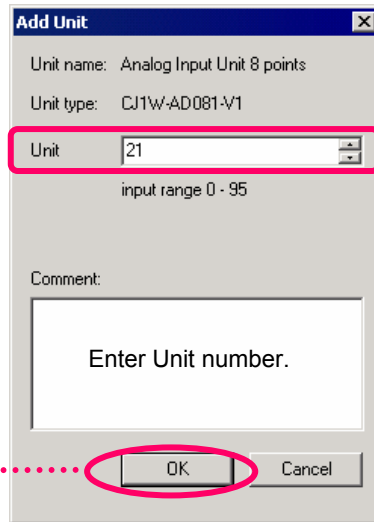 Add Unit
Unit name: Analog Input Unit 8 points
Unit type: CJ1W-AD081-V1
Unit 21
input range 0 - 95
Comment:
Enter Unit number.
OK Cancel